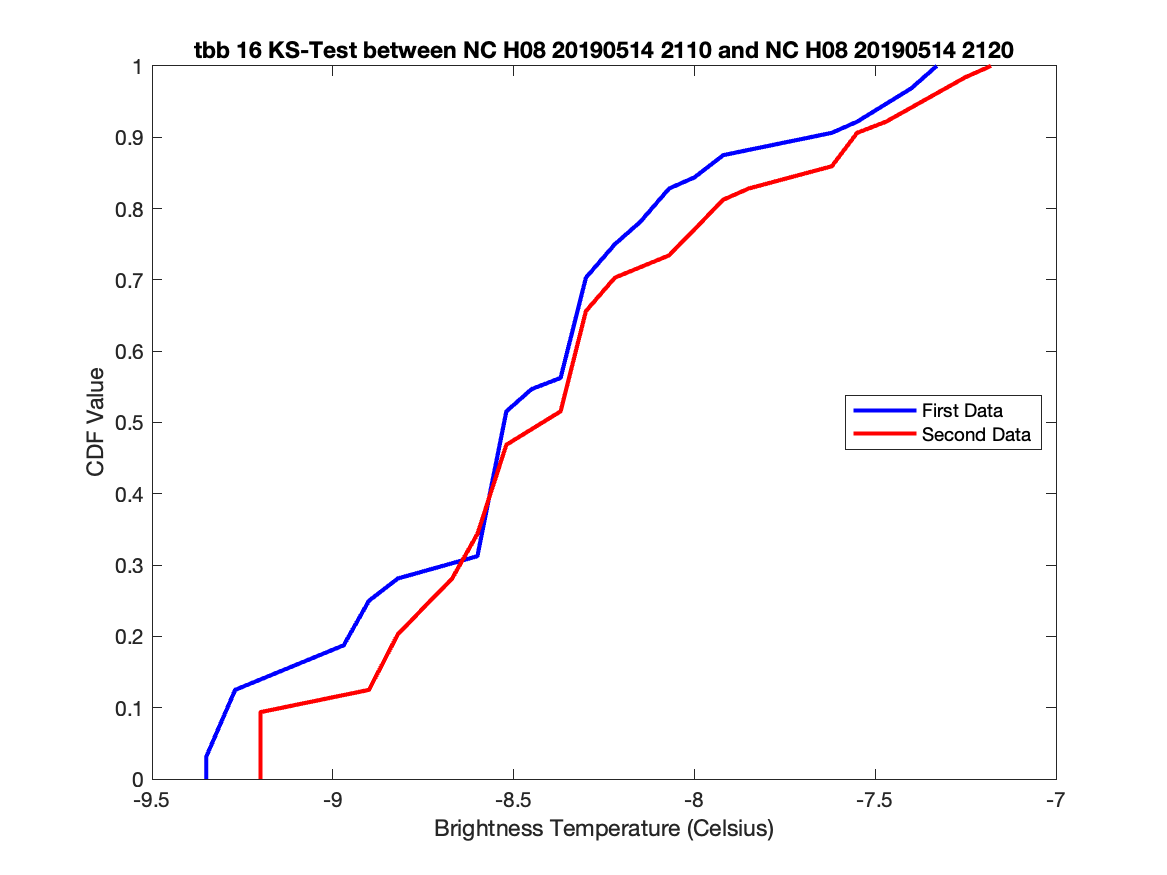 tbb 16 KS-Test between NC H08 20190514 2110 and NC H08 20190514 2120
1
0.9
0.8
0.7
0.6
0.5
0.4
0.3
0.2
0.1
0
CDF Value
First Data
Second Data
-9.5 -9 -8.5 -8 -7.5 -7
Brightness Temperature (Celsius)